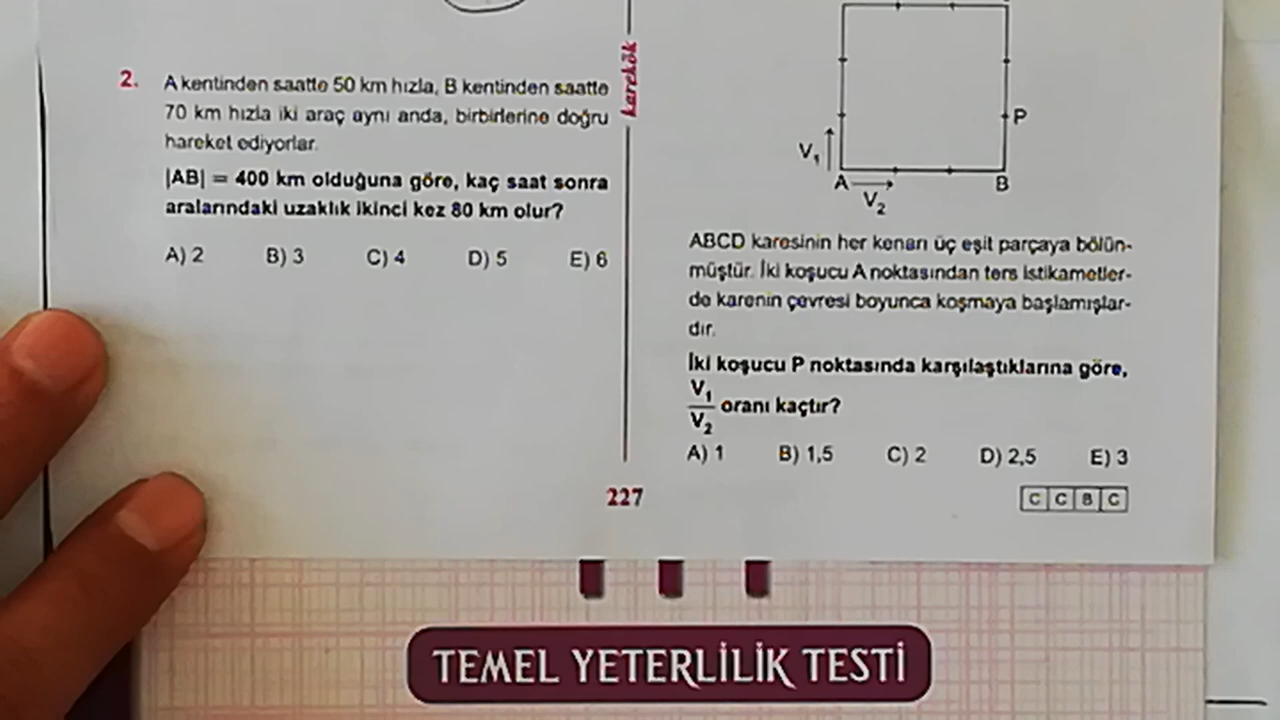 2. A kentinden saatte 50 km hızla, B kentinden saatte
70 km hızla iki araç aynı anda, birbirlerine doğru
hareket ediyorlar.
|AB| = 400 km olduğuna göre, kaç saat sonra
aralarındaki uzaklık ikinci kez 80 km olur?
A) 2 B) 3 C) 4 D) 5 E) 6
karekök
P
V₁
A B
V₂
ABCD karesinin her kenarı üç eşit parçaya bölün-
müştür. İki koşucu A noktasından ters istikametler-
de karenin çevresi boyunca koşmaya başlamışlar-
dır.
İki koşucu P noktasında karşılaştıklarına göre,
V₁
V₂ oranı kaçtır?
A) 1 B) 1,5 C) 2 D) 2,5 E) 3
227
C C B C
TEMEL YETERLİLİK TESTİ